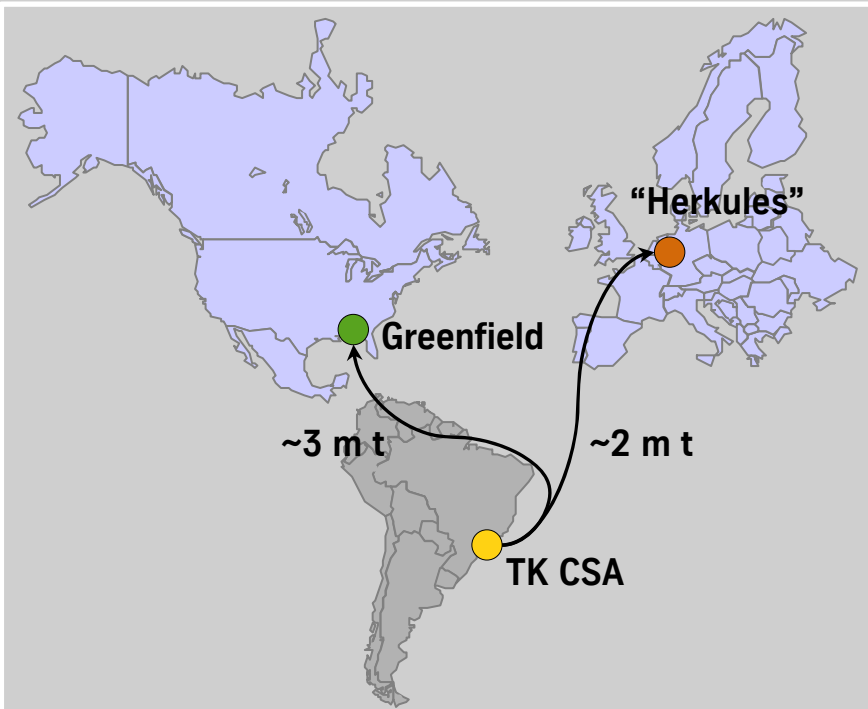 “Herkules”
Greenfield
~3 m t
~2 m t
TK CSA